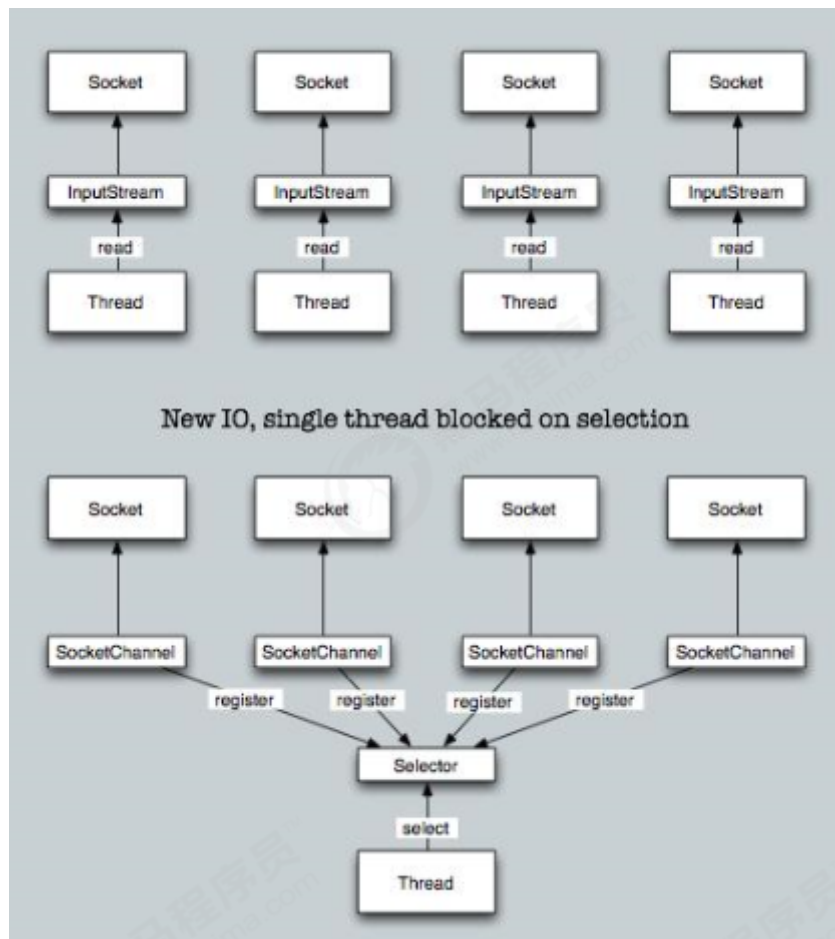 Socket Socket Socket Socket
InputStream InputStream InputStream InputStream
read read read read
Thread Thread Thread Thread
New IO, single thread blocked on selection
Socket Socket Socket Socket
SocketChannel SocketChannel SocketChannel SocketChannel
register register register register
Selector
select
Thread